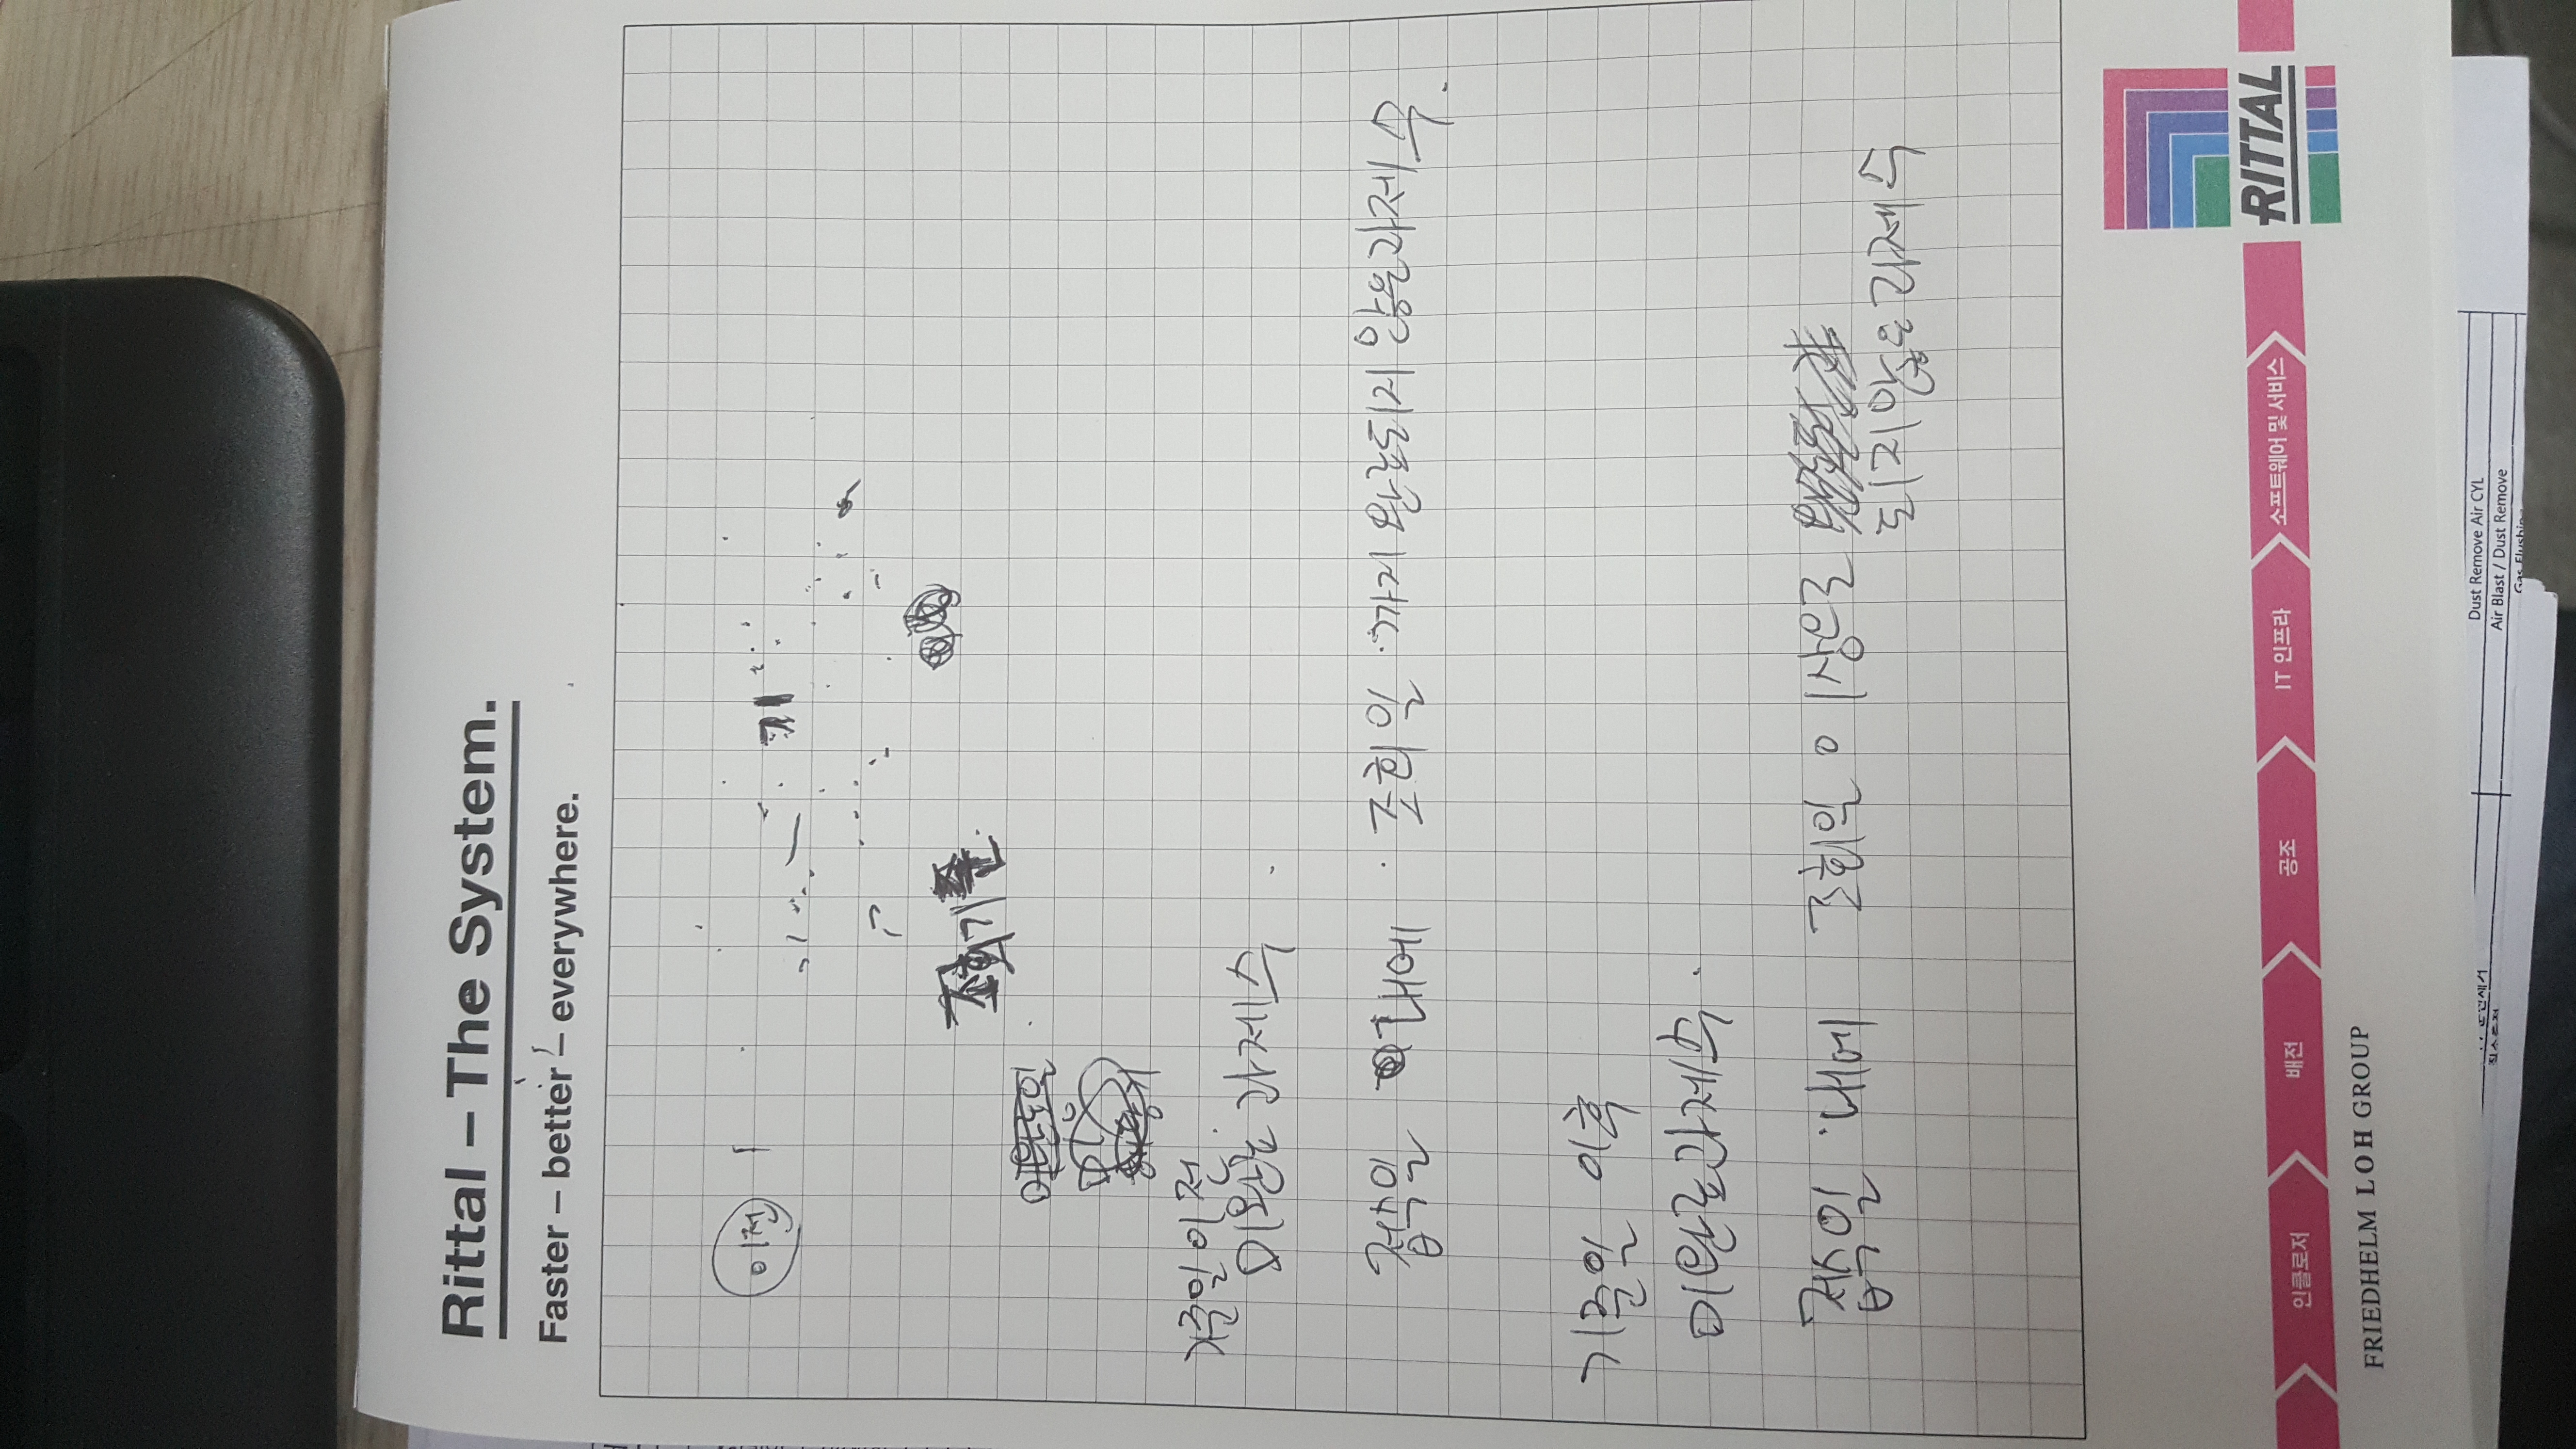 Rittal – The System.
Faster – better – everywhere.
이전
조회기준.
기준일 이전.
미완료 과제수
접수일 내에 조회일 까지 완료되지 않은 과제 수.
기준일 이후
미완료과제수.
접수일 내에 조회일 이상으로
되지않은 과제 수
인클로저
배전
공조
IT 인프라
소프트웨어 및 서비스
RITTAL
FRIEDHELM LOH GROUP
Dust Remove Air CYL
Air Blast / Dust Remove